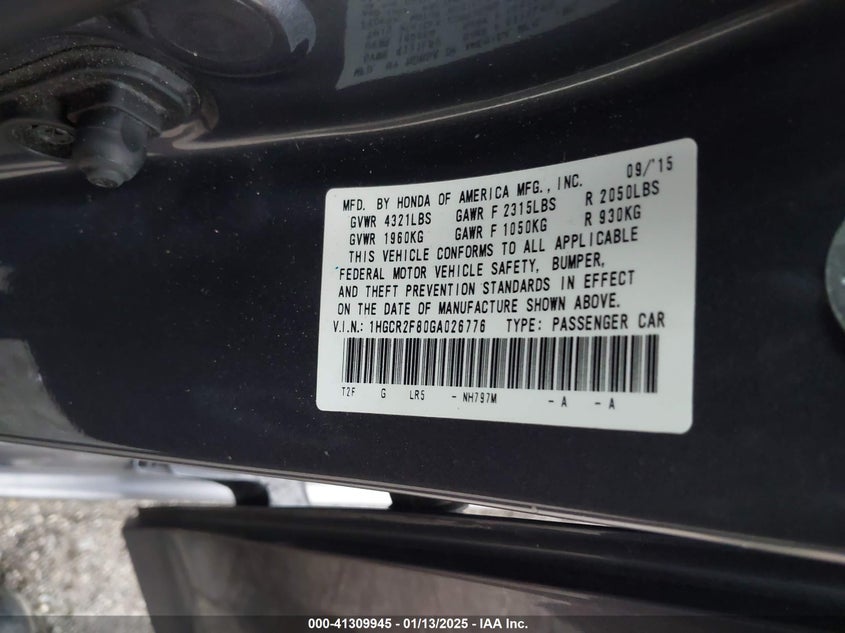 MFD. BY HONDA OF AMERICA MFG., INC. 09/'15
GVWR 4321LBS GAWR F 2315LBS R 2050LBS
GVWR 1960KG GAWR F 1050KG R 930KG
THIS VEHICLE CONFORMS TO ALL APPLICABLE
FEDERAL MOTOR VEHICLE SAFETY, BUMPER,
AND THEFT PREVENTION STANDARDS IN EFFECT
ON THE DATE OF MANUFACTURE SHOWN ABOVE.
V.I.N.: 1HGCR2F80GA026776 TYPE: PASSENGER CAR
T2F G LR5 - NH797M - A - A
000-41309945 - 01/13/2025 - IAA Inc.